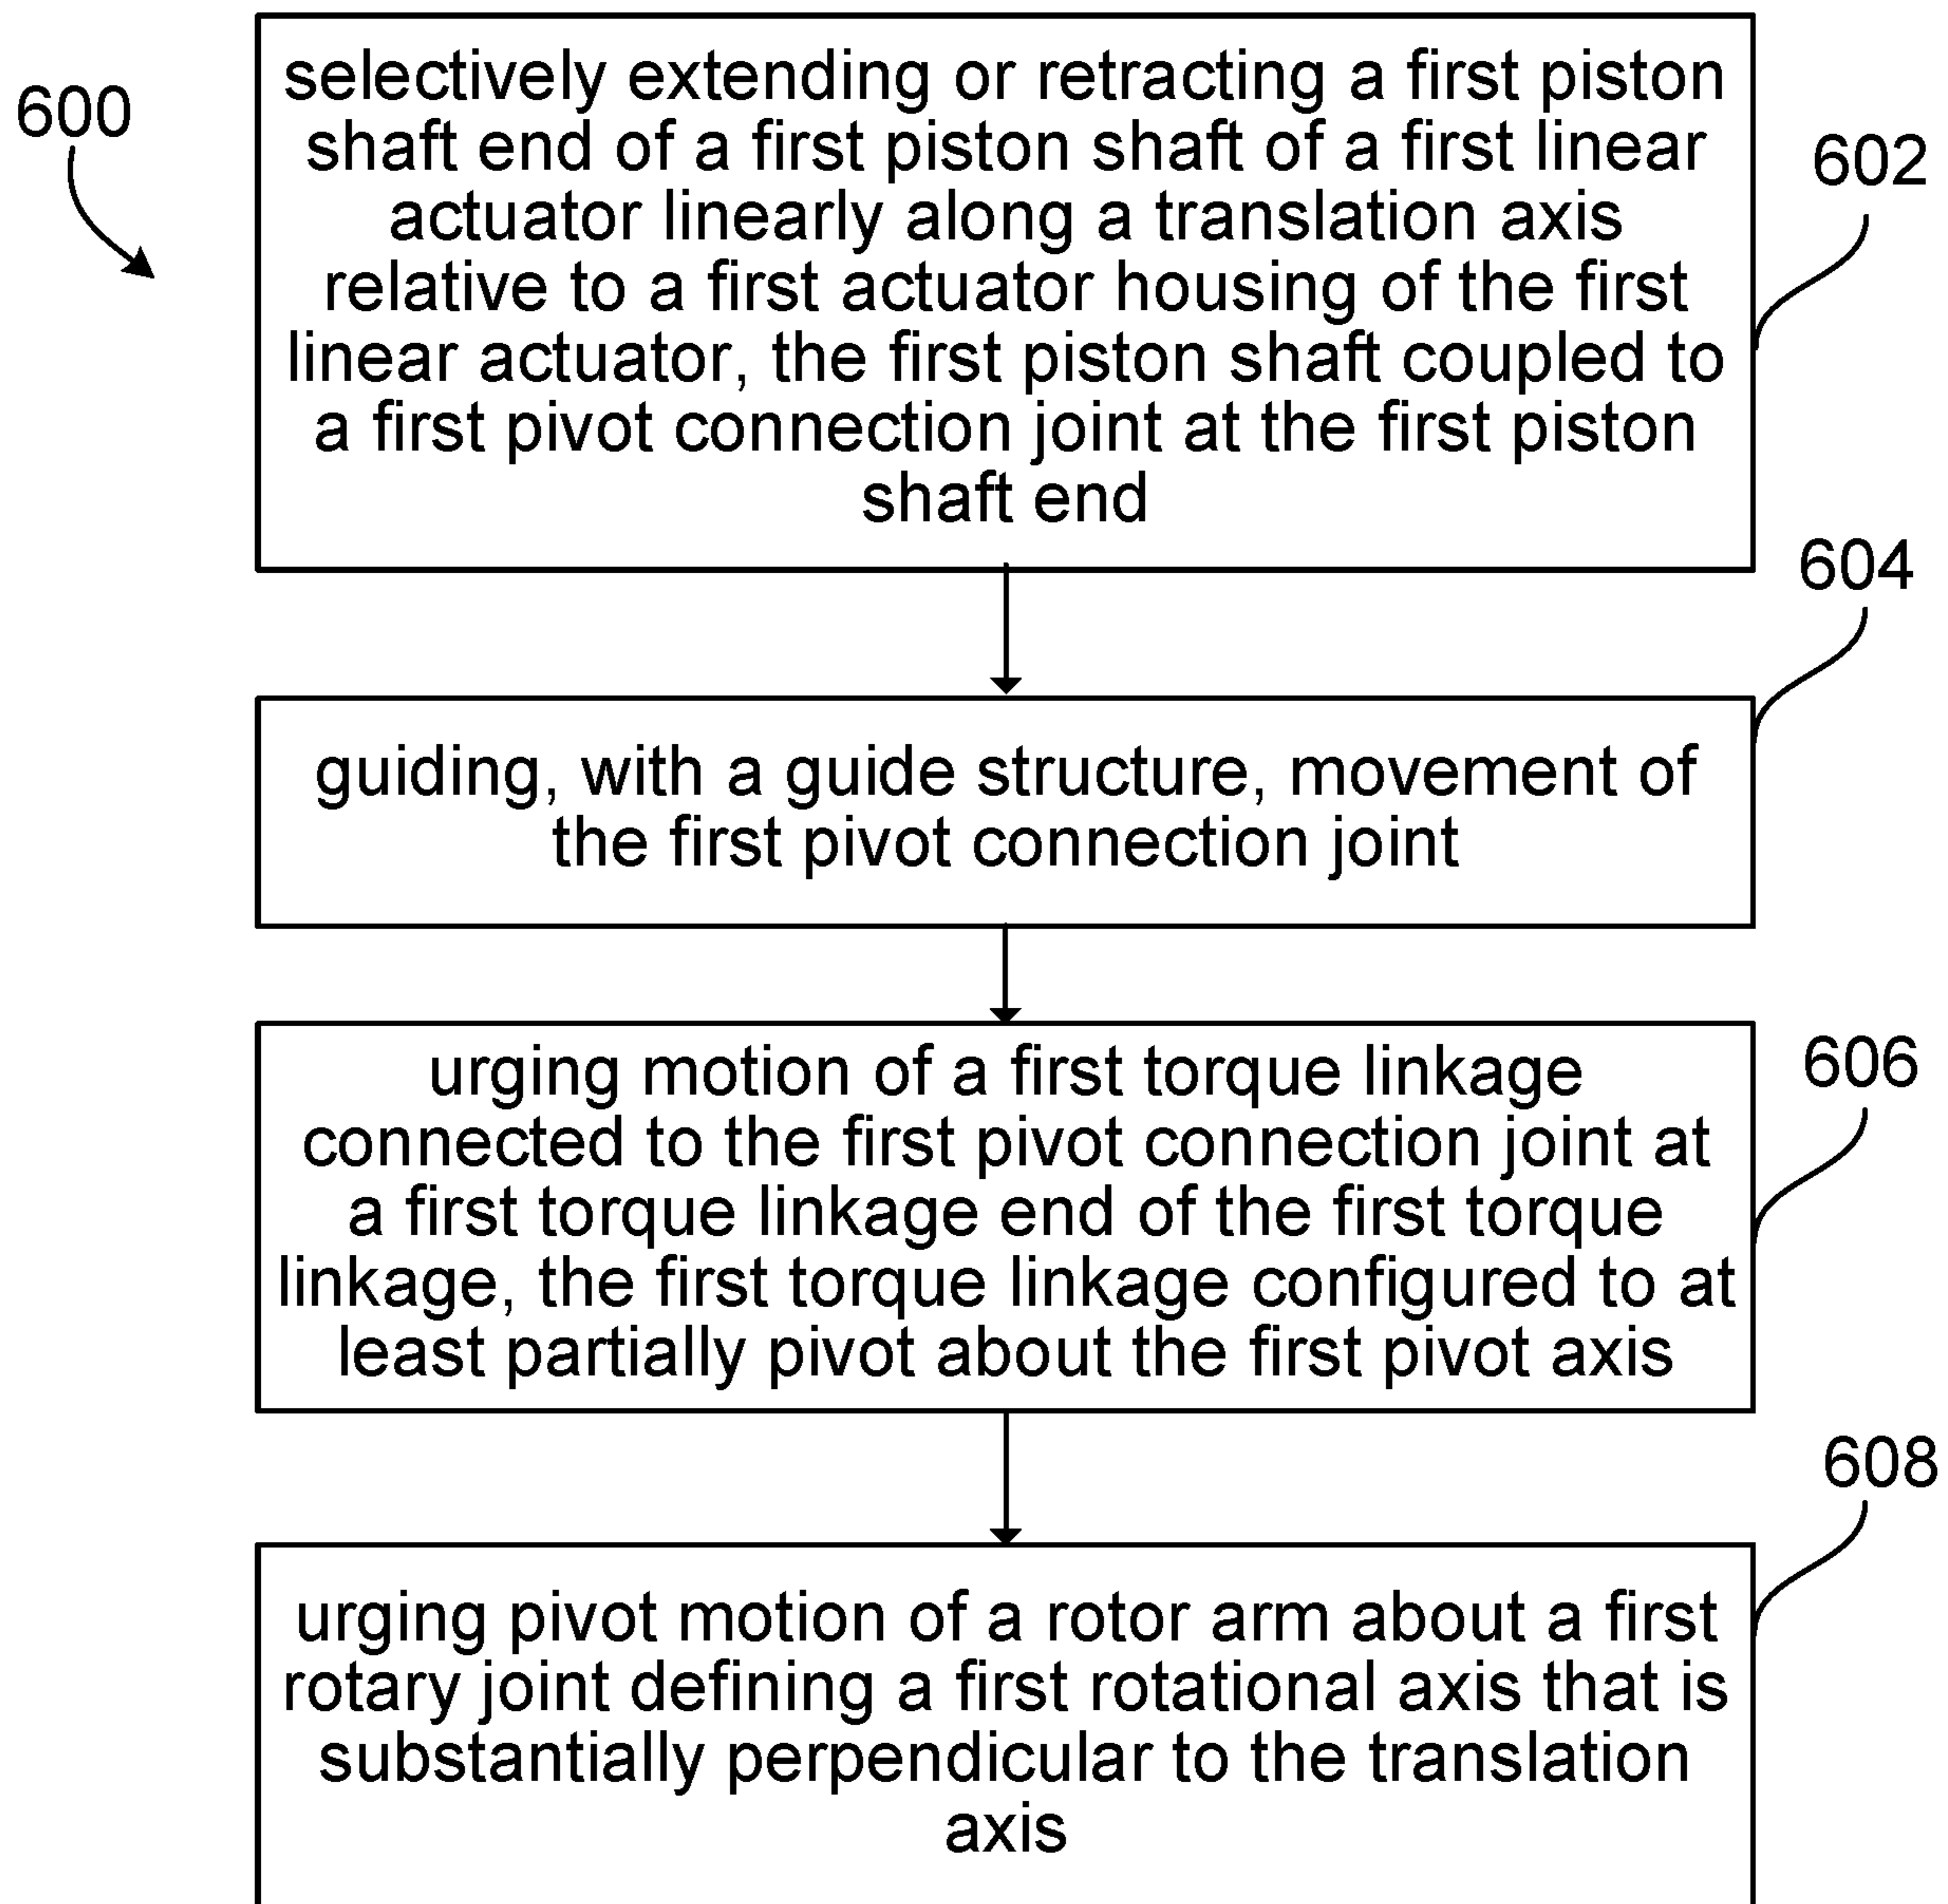 600
selectively extending or retracting a first piston
shaft end of a first piston shaft of a first linear
actuator linearly along a translation axis
relative to a first actuator housing of the first
linear actuator, the first piston shaft coupled to
a first pivot connection joint at the first piston
shaft end
602
guiding, with a guide structure, movement of
the first pivot connection joint
604
urging motion of a first torque linkage
connected to the first pivot connection joint at
a first torque linkage end of the first torque
linkage, the first torque linkage configured to at
least partially pivot about the first pivot axis
606
urging pivot motion of a rotor arm about a first
rotary joint defining a first rotational axis that is
substantially perpendicular to the translation
axis
608